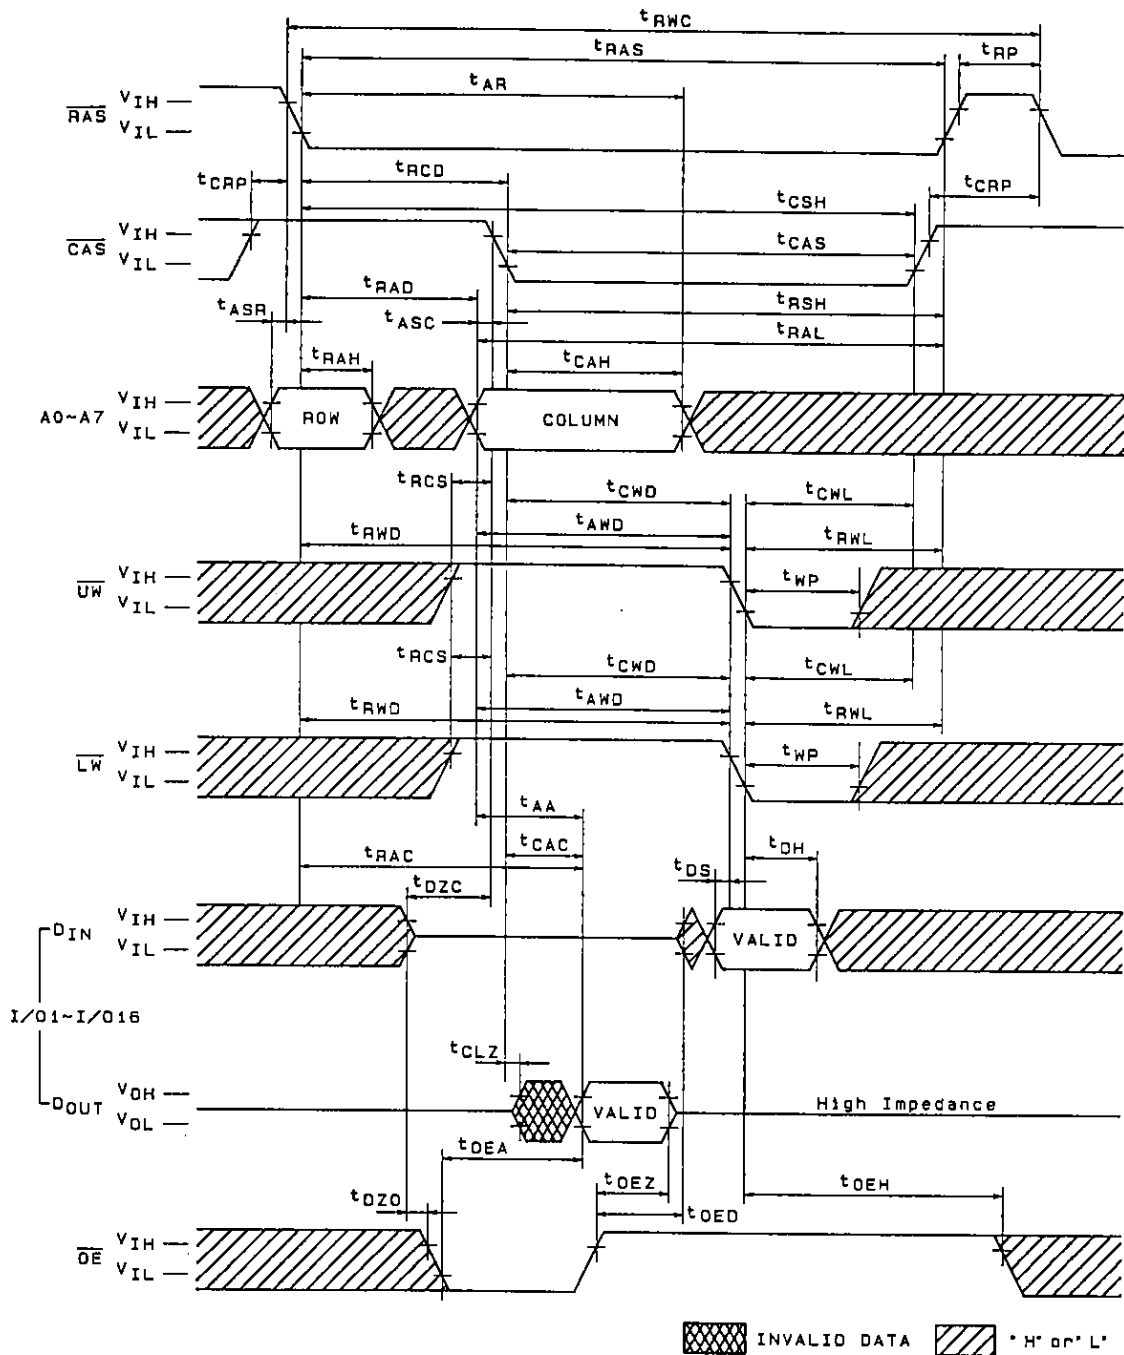 tRWC
tRAS
tRP
tAR
RAS VIH
VIL
tCRP
tRCD
tCRP
tCSH
CAS VIH
VIL
tCAS
tRAD
tRSH
tASR
tASC
tRAL
tRAH
tCAH
A0~A7 VIH
VIL
ROW
COLUMN
tRCS
tCWD
tCWL
tAWD
tRWD
tRWL
UW VIH
VIL
tWP
tRCS
tCWD
tCWL
tAWD
tRWD
tRWL
LW VIH
VIL
tWP
tAA
tCAC
tRAC
tDH
tDS
tDZC
DIN VIH
VIL
VALID
I/O1~I/O16
tCLZ
DOUT VOH
VOL
VALID
High Impedance
tOEA
tOEZ
tOEH
tDZO
tOED
OE VIH
VIL
INVALID DATA
"H" or "L"